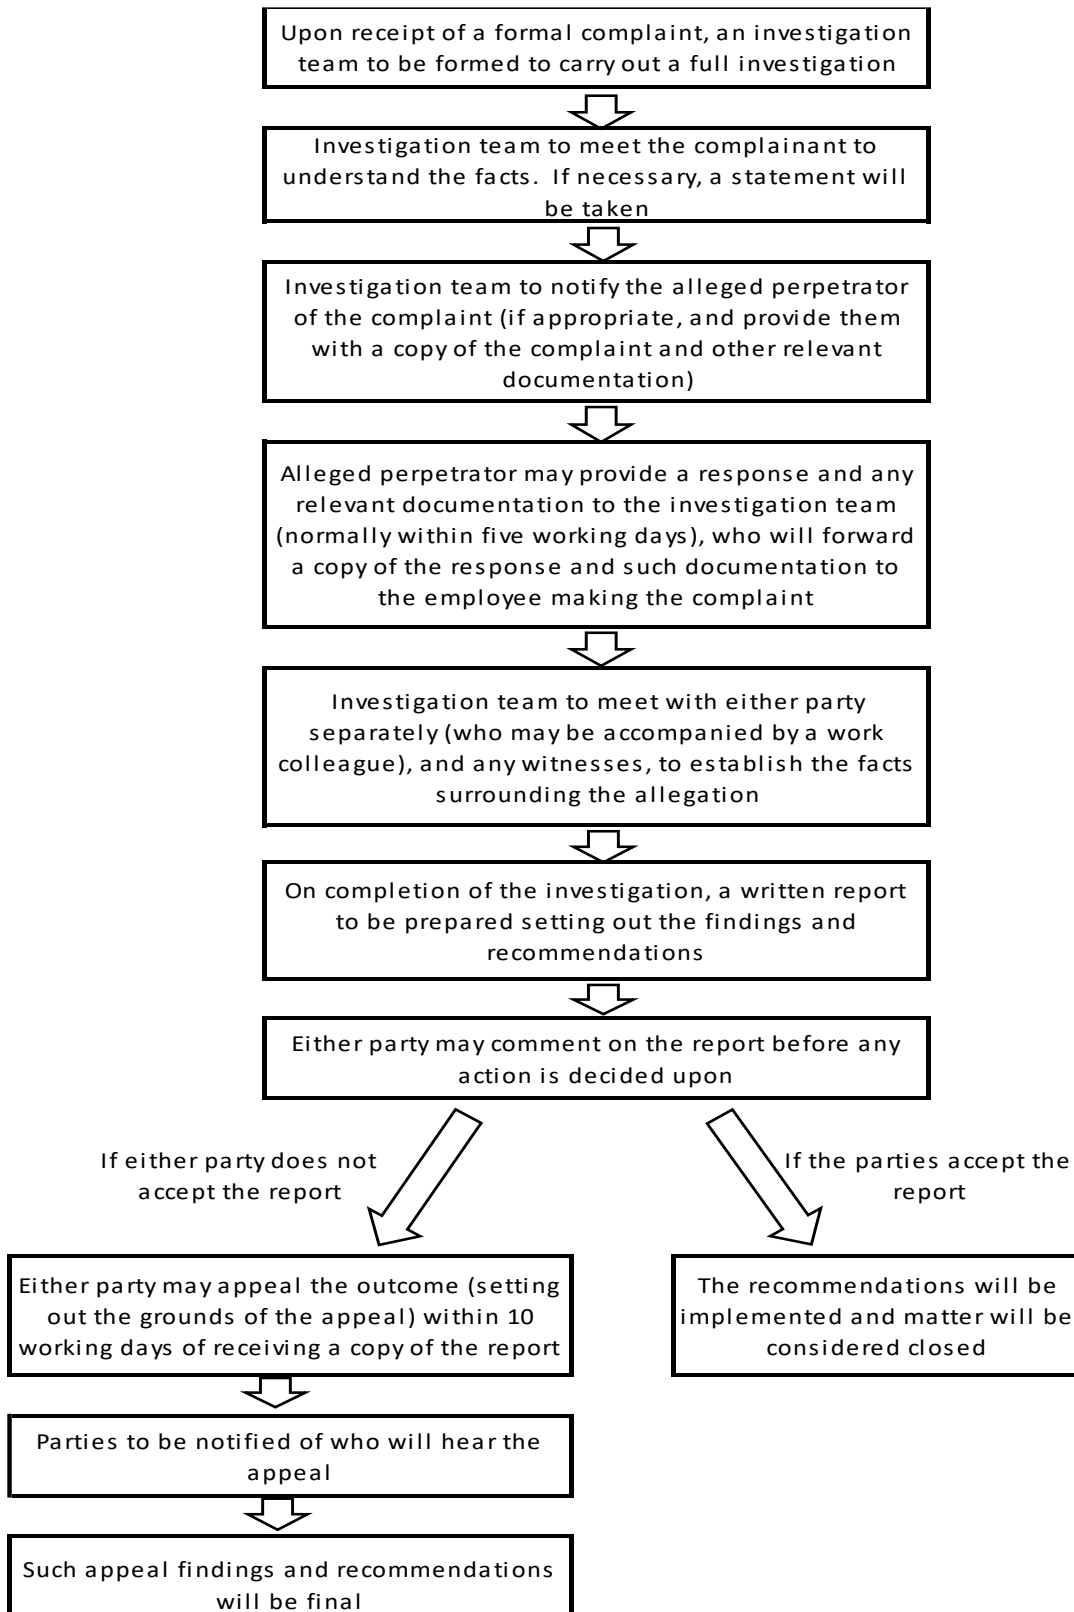 Upon receipt of a formal complaint, an investigation
team to be formed to carry out a full investigation
Investigation team to meet the complainant to
understand the facts. If necessary, a statement will
be taken
Investigation team to notify the alleged perpetrator
of the complaint (if appropriate, and provide them
with a copy of the complaint and other relevant
documentation)
Alleged perpetrator may provide a response and any
relevant documentation to the investigation team
(normally within five working days), who will forward
a copy of the response and such documentation to
the employee making the complaint
Investigation team to meet with either party
separately (who may be accompanied by a work
colleague), and any witnesses, to establish the facts
surrounding the allegation
On completion of the investigation, a written report
to be prepared setting out the findings and
recommendations
Either party may comment on the report before any
action is decided upon
If either party does not
accept the report
If the parties accept the
report
Either party may appeal the outcome (setting
out the grounds of the appeal) within 10
working days of receiving a copy of the report
The recommendations will be
implemented and matter will be
considered closed
Parties to be notified of who will hear the
appeal
Such appeal findings and recommendations
will be final